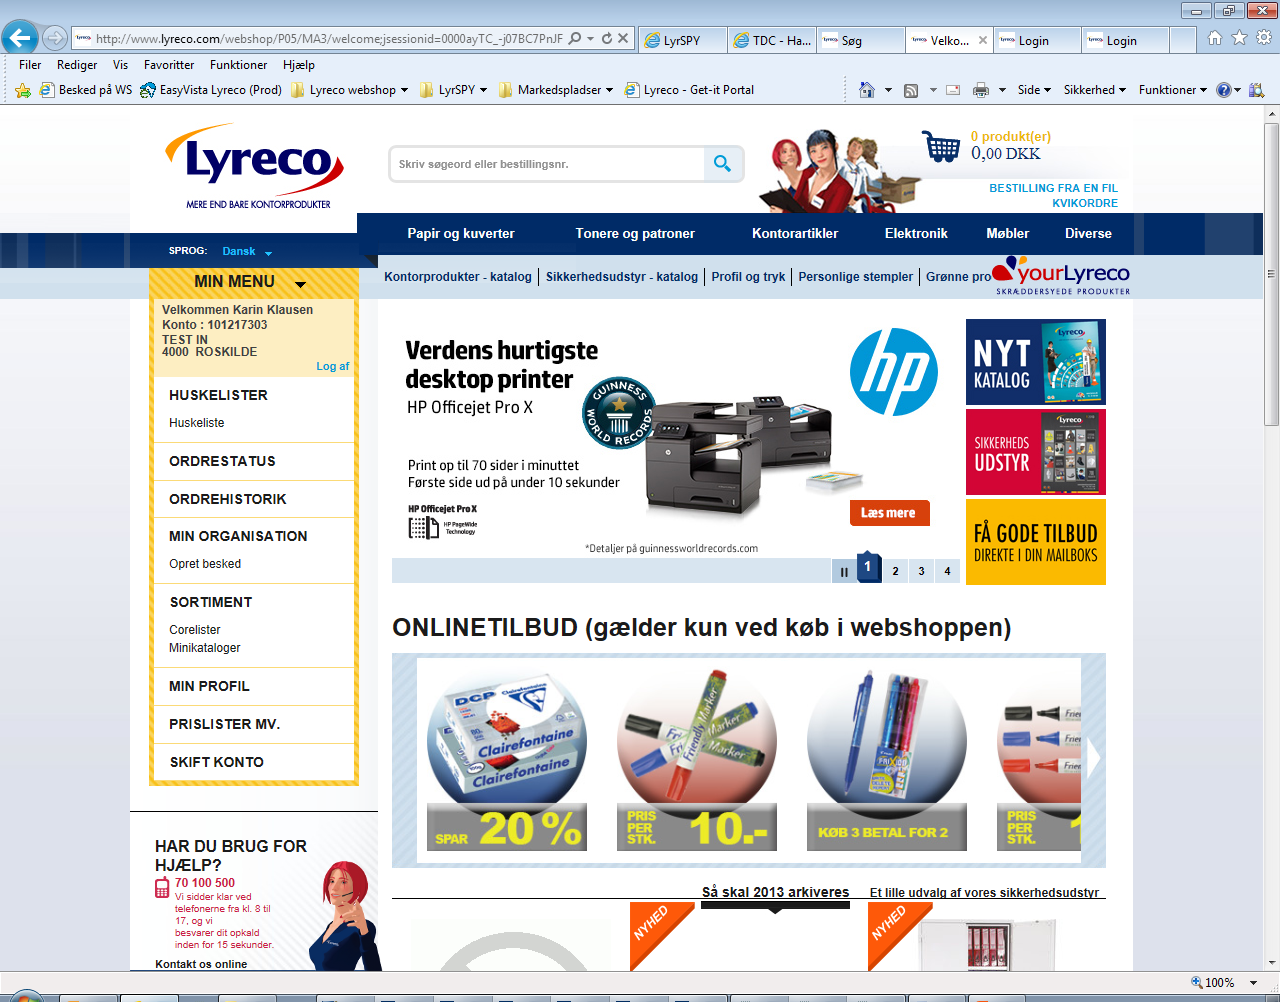 http://www.lyreco.com/webshop/P05/MA3/welcome;jsessionid=0000ayTC_-j07BC7PnJF
LyrSPY
TDC - Ha...
Søg
Velko...
Login
Login
Filer Rediger Vis Favoritter Funktioner Hjælp
Besked på WS EasyVista Lyreco (Prod) Lyreco webshop LyrSPY Markedspladser Lyreco - Get-it Portal
Side Sikkerhed Funktioner
Lyreco
MERE END BARE KONTORPRODUKTER
Skriv søgeord eller bestillingsnr.
0 produkt(er)
0,00 DKK
BESTILLING FRA EN FIL
KVIKORDRE
SPROG: Dansk
Papir og kuverter Tonere og patroner Kontorartikler Elektronik Møbler Diverse
Kontorprodukter - katalog Sikkerhedsudstyr - katalog Profil og tryk Personlige stempler Grønne pro
yourLyreco
SKRÆDDERSYEDE PRODUKTER
MIN MENU
Velkommen Karin Klausen
Konto : 101217303
TEST IN
4000 ROSKILDE
Log af
HUSKELISTER
Huskeliste
ORDRESTATUS
ORDREHISTORIK
MIN ORGANISATION
Opret besked
SORTIMENT
Corelister
Minikataloger
MIN PROFIL
PRISLISTER MV.
SKIFT KONTO
HAR DU BRUG FOR
HJÆLP?
70 100 500
Vi sidder klar ved
telefonerne fra kl. 8 til
17, og vi
besvarer dit opkald
inden for 15 sekunder.
Kontakt os online
Verdens hurtigste
desktop printer
HP Officejet Pro X
GUINNESS
WORLD RECORDS
hp
Print op til 70 sider i minuttet
Første side ud på under 10 sekunder
HP Officejet Pro X
HP PageWide
Technology
Læs mere
*Detaljer på guinnessworldrecords.com
1 2 3 4
NYT
KATALOG
Lyreco
SIKKERHEDS
UDSTYR
Lyreco
FÅ GODE TILBUD
DIREKTE I DIN MAILBOKS
ONLINETILBUD (gælder kun ved køb i webshoppen)
DCP
Clairefontaine
Clairefontaine
SPAR 20 %
Friendly Marker
Marker
PRIS
PER
STK. 10.-
KØB 3 BETAL FOR 2
PRIS
PER
STK. 1
Så skal 2013 arkiveres
Et lille udvalg af vores sikkerhedsudstyr
NYHED
NYHED
100%